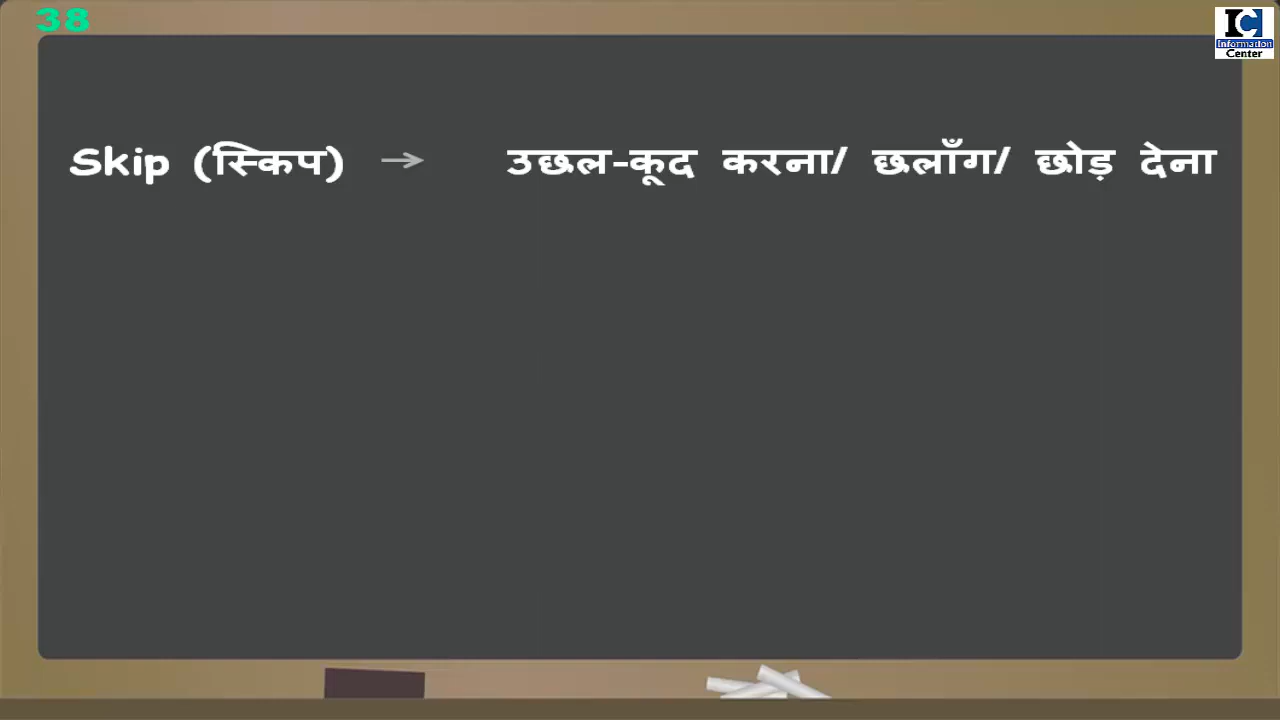 38
IC
Information
Center
Skip (स्किप) → उछल-कूद करना/ छलाँग/ छोड़ देना